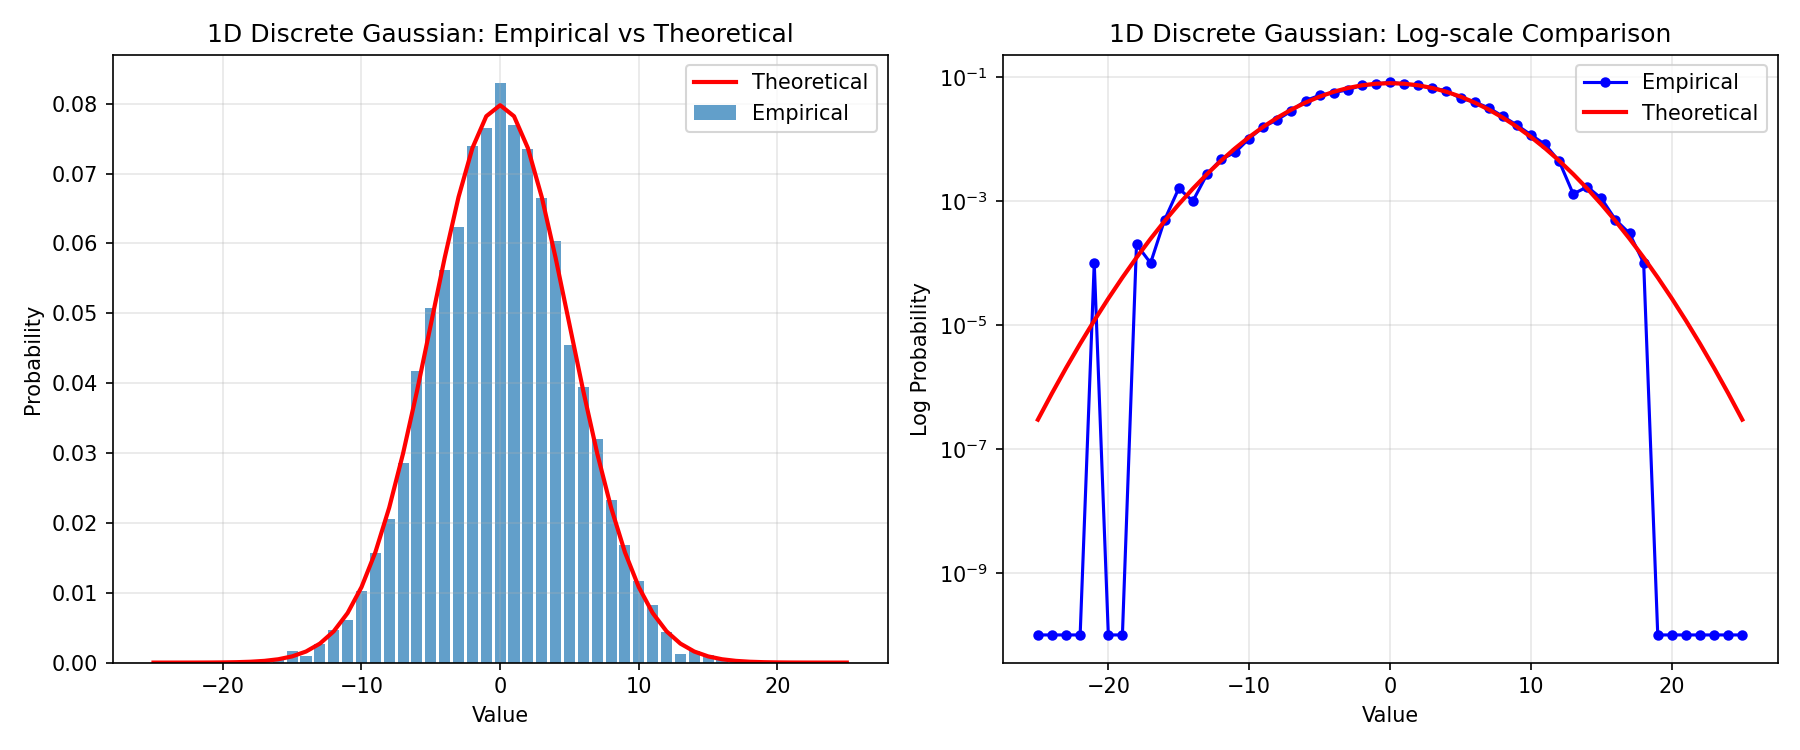 1D Discrete Gaussian: Empirical vs Theoretical
Theoretical
Empirical
0.08
0.07
0.06
0.05
0.04
0.03
0.02
0.01
0.00
Probability
−20
−10
0
10
20
Value
1D Discrete Gaussian: Log-scale Comparison
Empirical
Theoretical
10⁻¹
10⁻³
10⁻⁵
10⁻⁷
10⁻⁹
Log Probability
−20
−10
0
10
20
Value